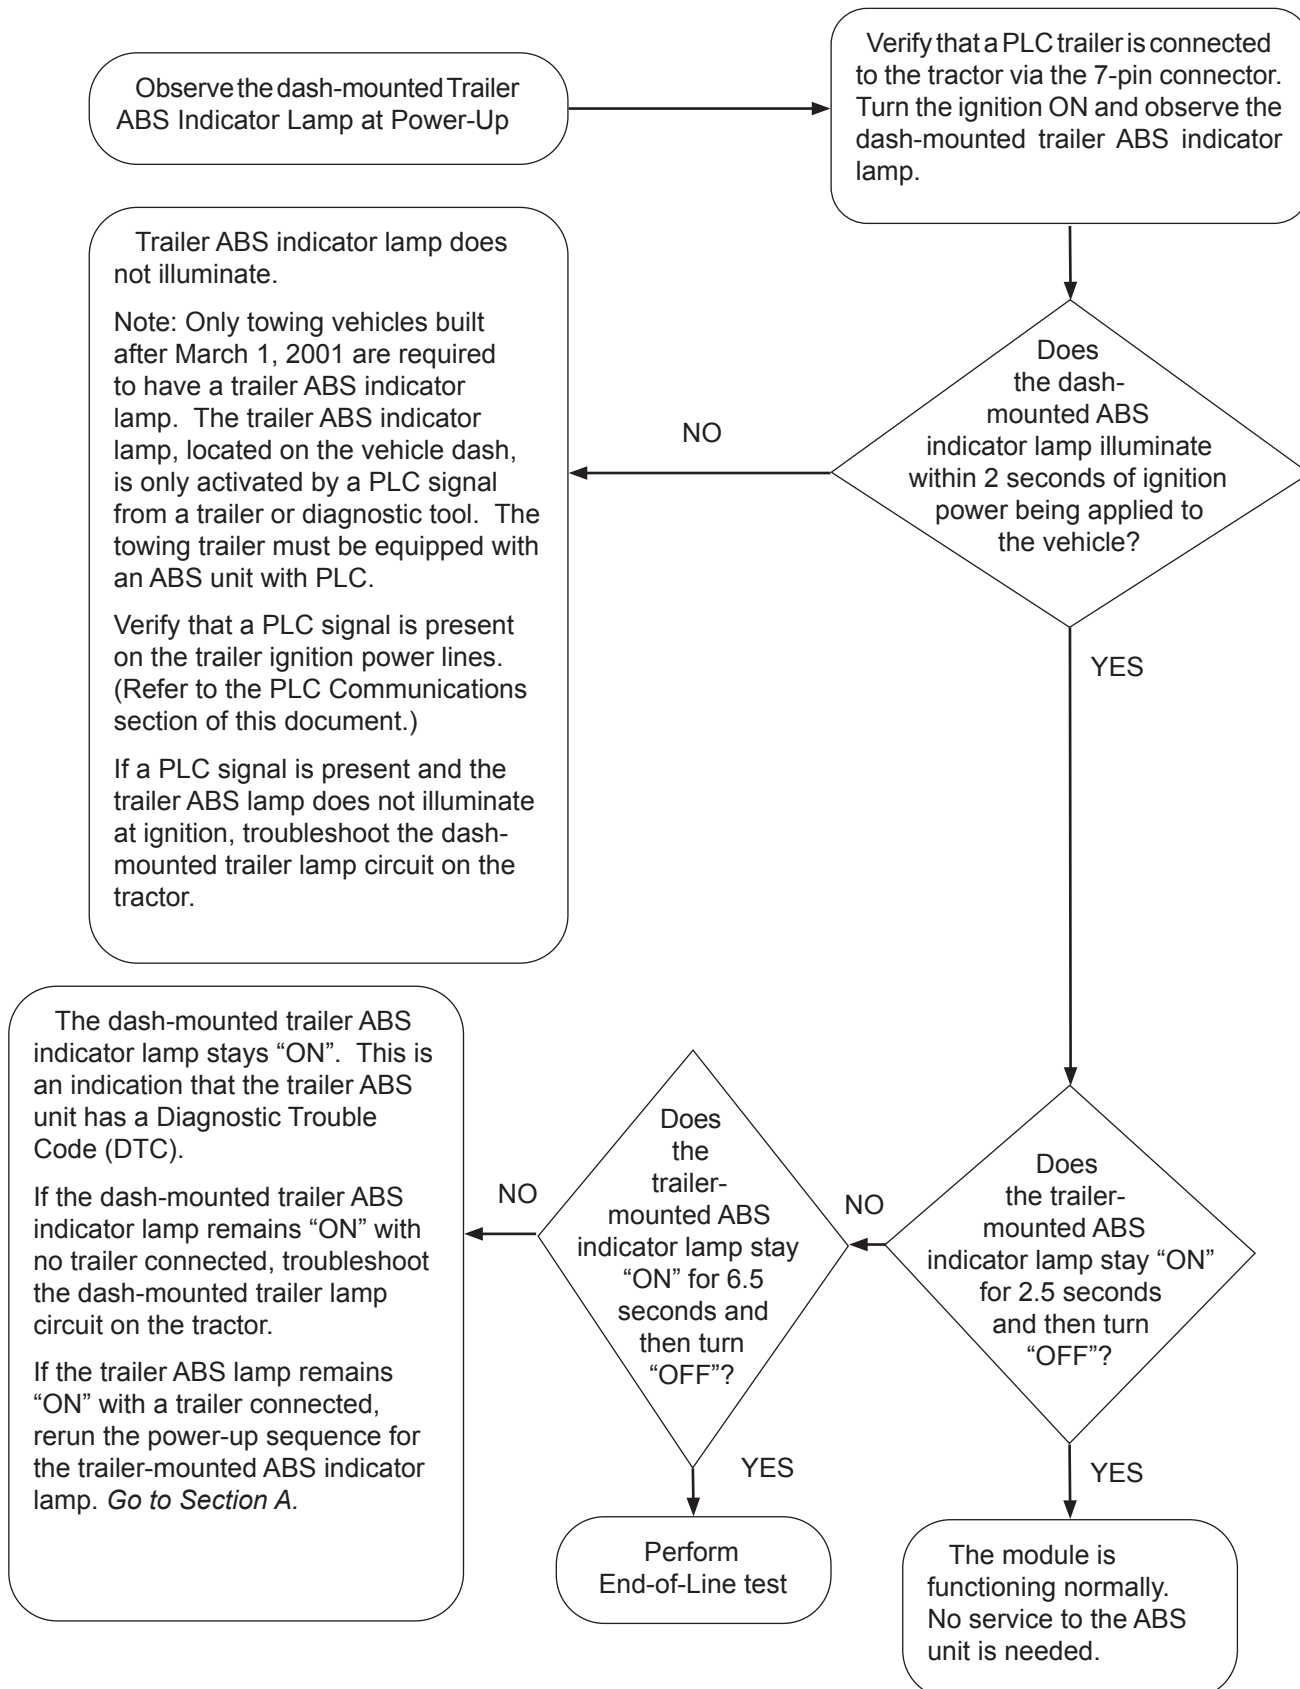 Observe the dash-mounted Trailer
ABS Indicator Lamp at Power-Up
Verify that a PLC trailer is connected
to the tractor via the 7-pin connector.
Turn the ignition ON and observe the
dash-mounted trailer ABS indicator
lamp.
Trailer ABS indicator lamp does
not illuminate.
Note: Only towing vehicles built
after March 1, 2001 are required
to have a trailer ABS indicator
lamp. The trailer ABS indicator
lamp, located on the vehicle dash,
is only activated by a PLC signal
from a trailer or diagnostic tool. The
towing trailer must be equipped with
an ABS unit with PLC.
Verify that a PLC signal is present
on the trailer ignition power lines.
(Refer to the PLC Communications
section of this document.)
If a PLC signal is present and the
trailer ABS lamp does not illuminate
at ignition, troubleshoot the dash-
mounted trailer lamp circuit on the
tractor.
NO
Does
the dash-
mounted ABS
indicator lamp illuminate
within 2 seconds of ignition
power being applied to
the vehicle?
YES
The dash-mounted trailer ABS
indicator lamp stays “ON”. This is
an indication that the trailer ABS
unit has a Diagnostic Trouble
Code (DTC).
If the dash-mounted trailer ABS
indicator lamp remains “ON” with
no trailer connected, troubleshoot
the dash-mounted trailer lamp
circuit on the tractor.
If the trailer ABS lamp remains
“ON” with a trailer connected,
rerun the power-up sequence for
the trailer-mounted ABS indicator
lamp. Go to Section A.
NO
Does
the
trailer-
mounted ABS
indicator lamp stay
“ON” for 6.5
seconds and
then turn
“OFF”?
NO
Does
the trailer-
mounted ABS
indicator lamp stay “ON”
for 2.5 seconds
and then turn
“OFF”?
YES
YES
Perform
End-of-Line test
The module is
functioning normally.
No service to the ABS
unit is needed.